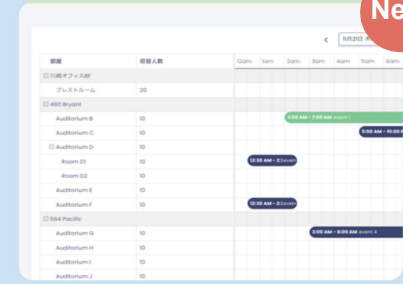 Ne
9月21日
部屋 収容人数 12am 1am 2am 3am 4am 5am 6am
川崎オフィス邸
ブレストルーム 20
460 Bryant
Auditorium B 10 2:00 AM - 7:00 AM event 1
Auditorium C 10 5:00 AM - 10:00
Auditorium D 10
Room D1 10 12:30 AM - 2:
Room D2 10
Auditorium E 10
Auditorium F 10 12:30 AM - 2:
564 Pacific
Auditorium G 10 3:00 AM - 8:00 AM event 4
Auditorium H 10
Auditorium I 10
Auditorium J 10